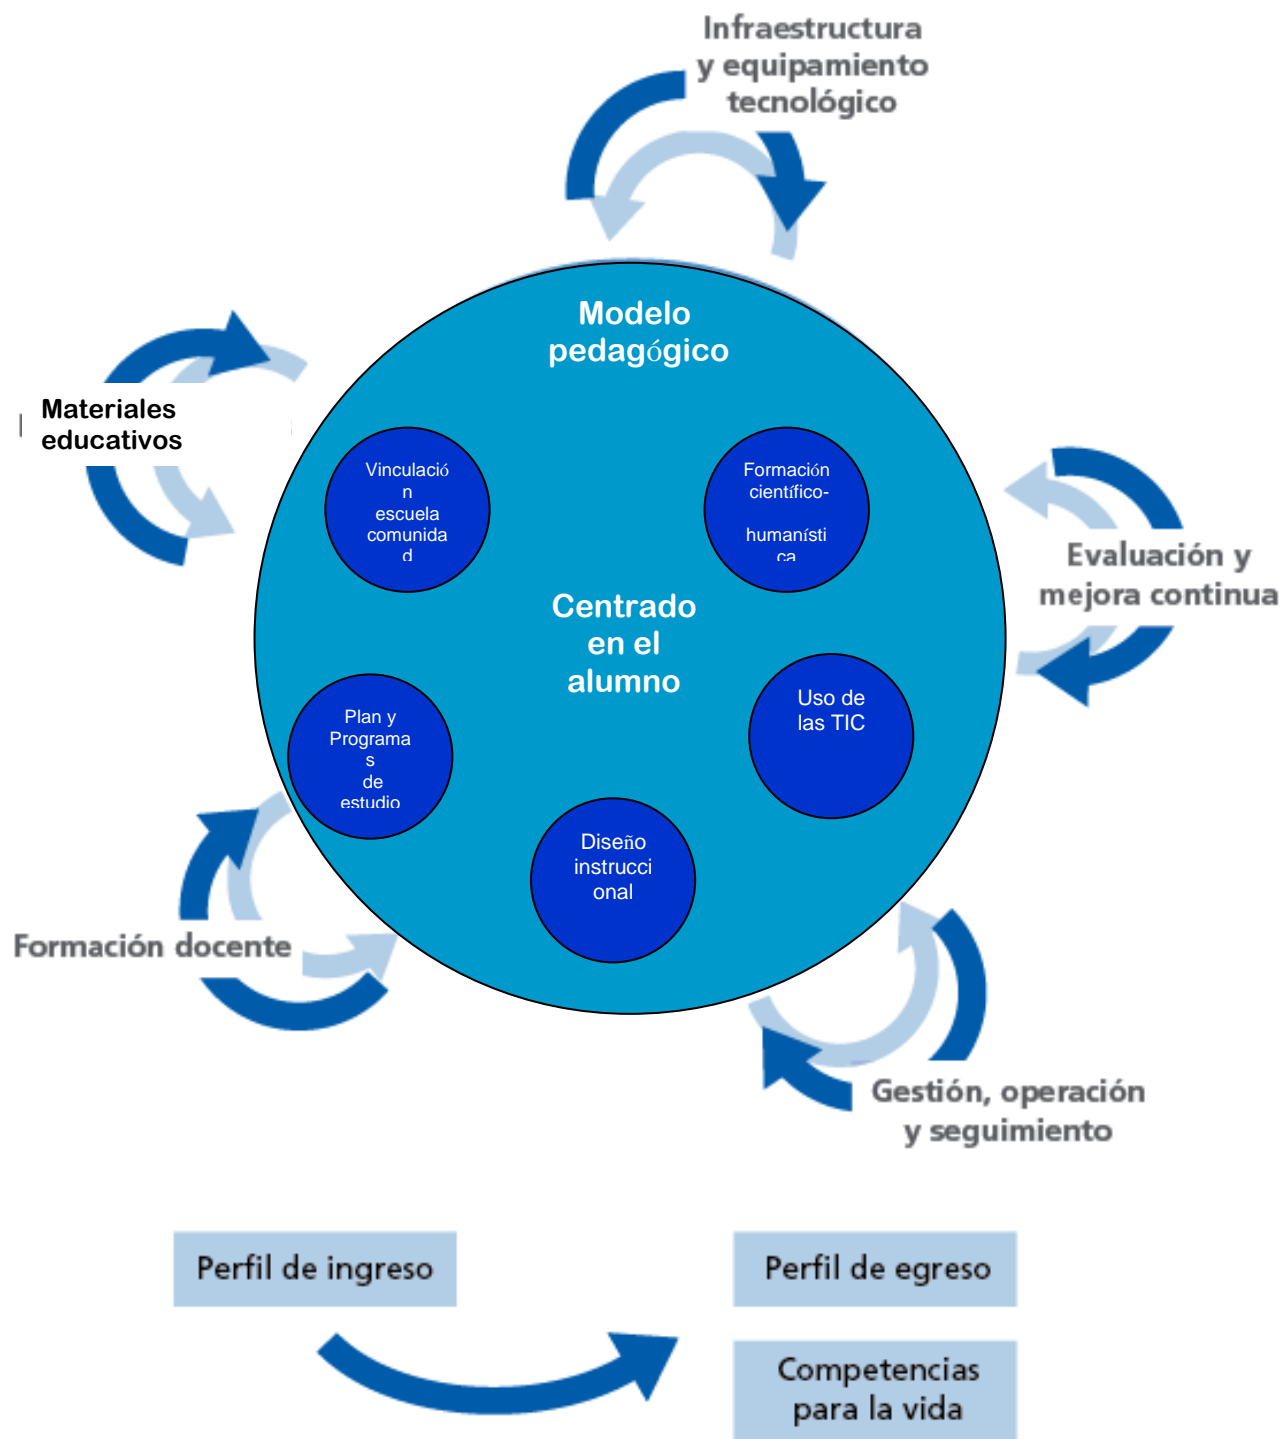 Infraestructura
y equipamiento
tecnológico
Modelo
pedagógico
Materiales
educativos
Vinculació
n
escuela
comunida
d
Formación
científico-
humanísti
ca
Evaluación y
mejora continua
Centrado
en el
alumno
Uso de
las TIC
Plan y
Programa
s
de
estudio
Diseño
instrucci
onal
Formación docente
Gestión, operación
y seguimiento
Perfil de ingreso
Perfil de egreso
Competencias
para la vida